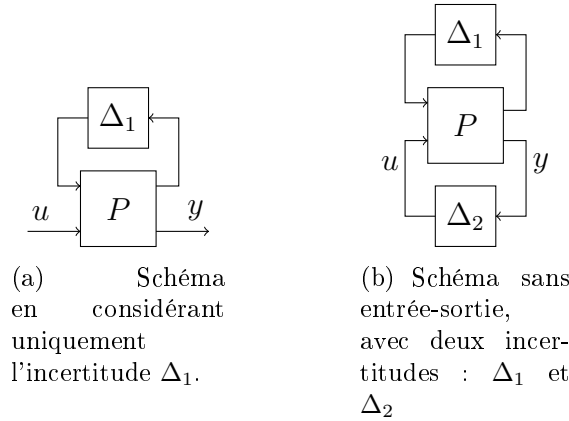 Δ₁
P
u
y
(a) Schéma
en considérant
uniquement
l'incertitude Δ₁.
Δ₁
P
u
y
Δ₂
(b) Schéma sans
entrée-sortie,
avec deux incer-
titudes : Δ₁ et
Δ₂